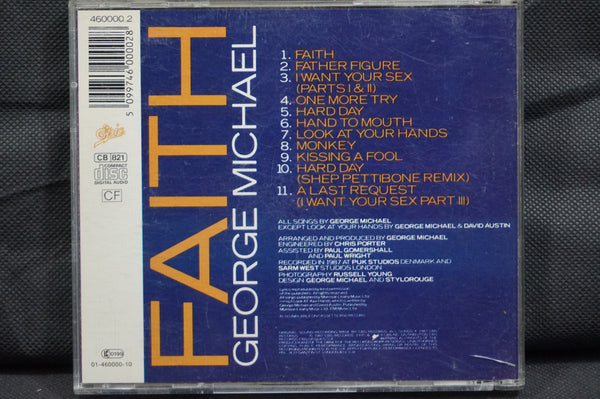 460000 2
5 099746 000028
Epic
CB 821
COMPACT
disc
DIGITAL AUDIO
CF
01-460000-10
FAITH
GEORGE MICHAEL
1. FAITH
2. FATHER FIGURE
3. I WANT YOUR SEX
(PARTS I & II)
4. ONE MORE TRY
5. HARD DAY
6. HAND TO MOUTH
7. LOOK AT YOUR HANDS
8. MONKEY
9. KISSING A FOOL
10. HARD DAY
(SHEP PETTIBONE REMIX)
11. A LAST REQUEST
(I WANT YOUR SEX PART III)
ALL SONGS BY GEORGE MICHAEL
EXCEPT LOOK AT YOUR HANDS BY GEORGE MICHAEL & DAVID AUSTIN
ARRANGED AND PRODUCED BY GEORGE MICHAEL
ENGINEERED BY CHRIS PORTER
ASSISTED BY PAUL GOMERSHALL
AND PAUL WRIGHT
RECORDED IN 1987 AT PUK STUDIOS DENMARK AND
SARM WEST STUDIOS LONDON
PHOTOGRAPHY RUSSELL YOUNG
DESIGN GEORGE MICHAEL AND STYLOROUGE